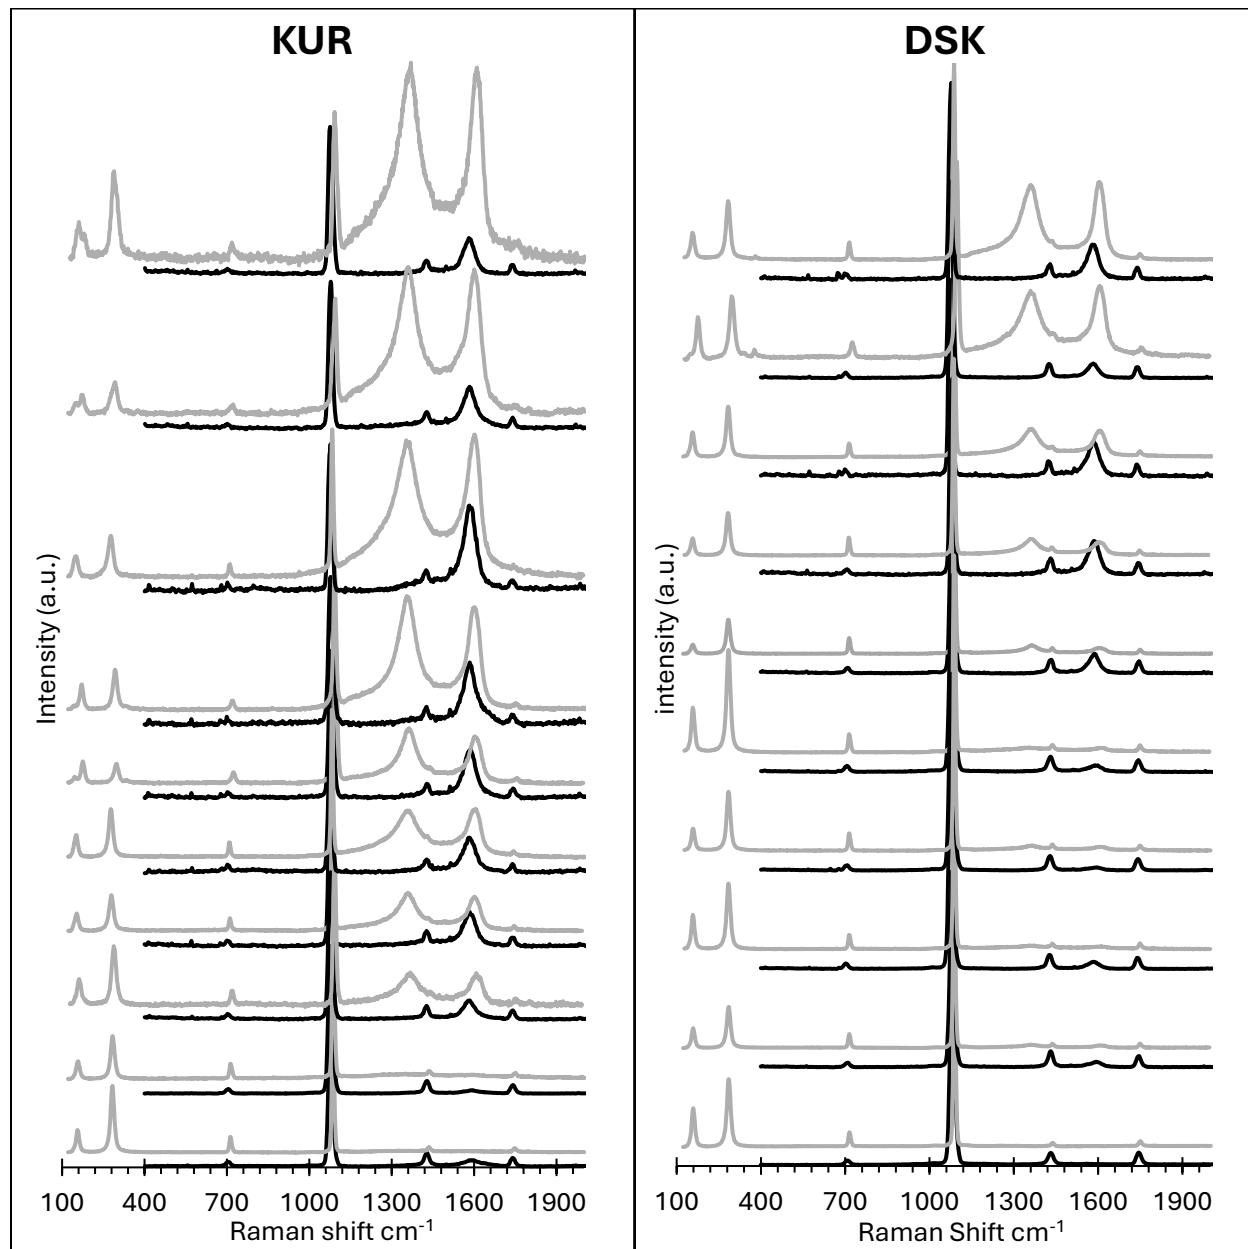 KUR
Intensity (a.u.)
100 400 700 1000 1300 1600 1900
Raman shift cm⁻¹
DSK
intensity (a.u.)
100 400 700 1000 1300 1600 1900
Raman Shift cm⁻¹